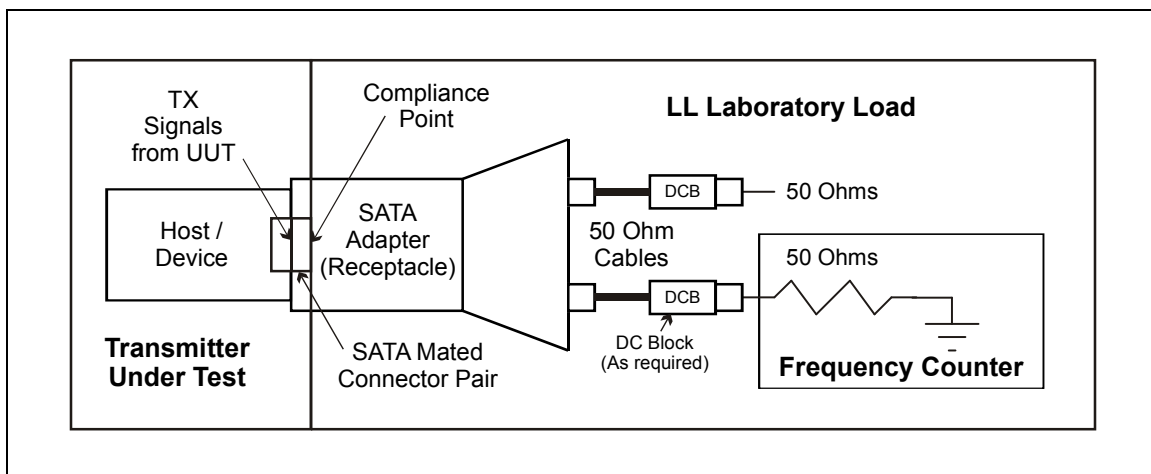 TX
Signals
from UUT
Compliance
Point
LL Laboratory Load
Host /
Device
SATA
Adapter
(Receptacle)
DCB
50 Ohms
50 Ohm
Cables
50 Ohms
DCB
DC Block
(As required)
Frequency Counter
Transmitter
Under Test
SATA Mated
Connector Pair